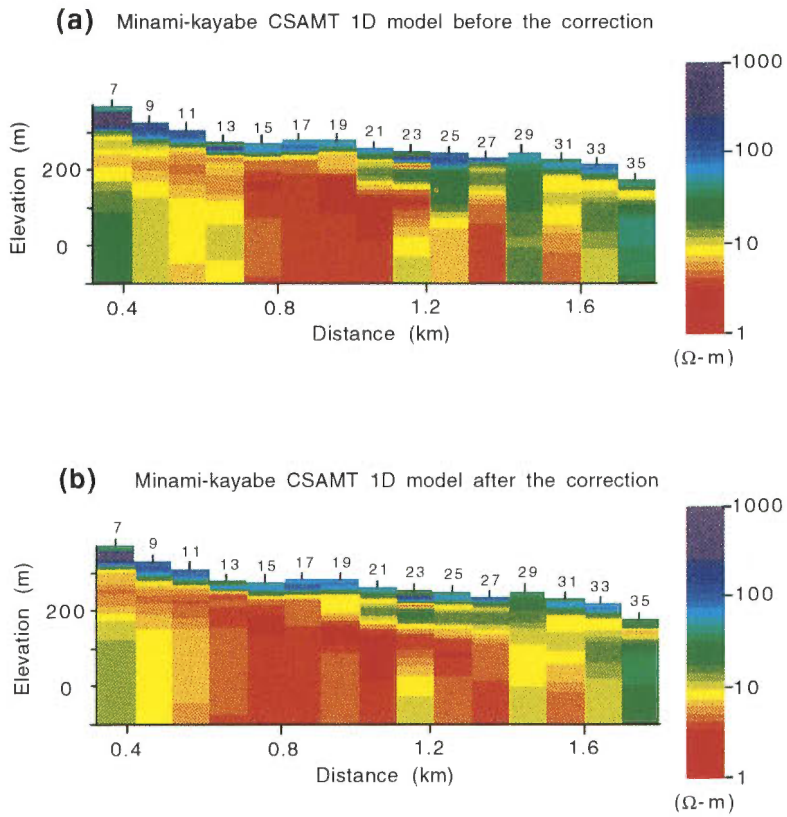 (a) Minami-kayabe CSAMT 1D model before the correction
7 9 11 13 15 17 19 21 23 25 27 29 31 33 35
Elevation (m)
200
0
0.4 0.8 1.2 1.6
Distance (km)
1000
100
10
1
(Ω-m)
(b) Minami-kayabe CSAMT 1D model after the correction
7 9 11 13 15 17 19 21 23 25 27 29 31 33 35
Elevation (m)
200
0
0.4 0.8 1.2 1.6
Distance (km)
1000
100
10
1
(Ω-m)